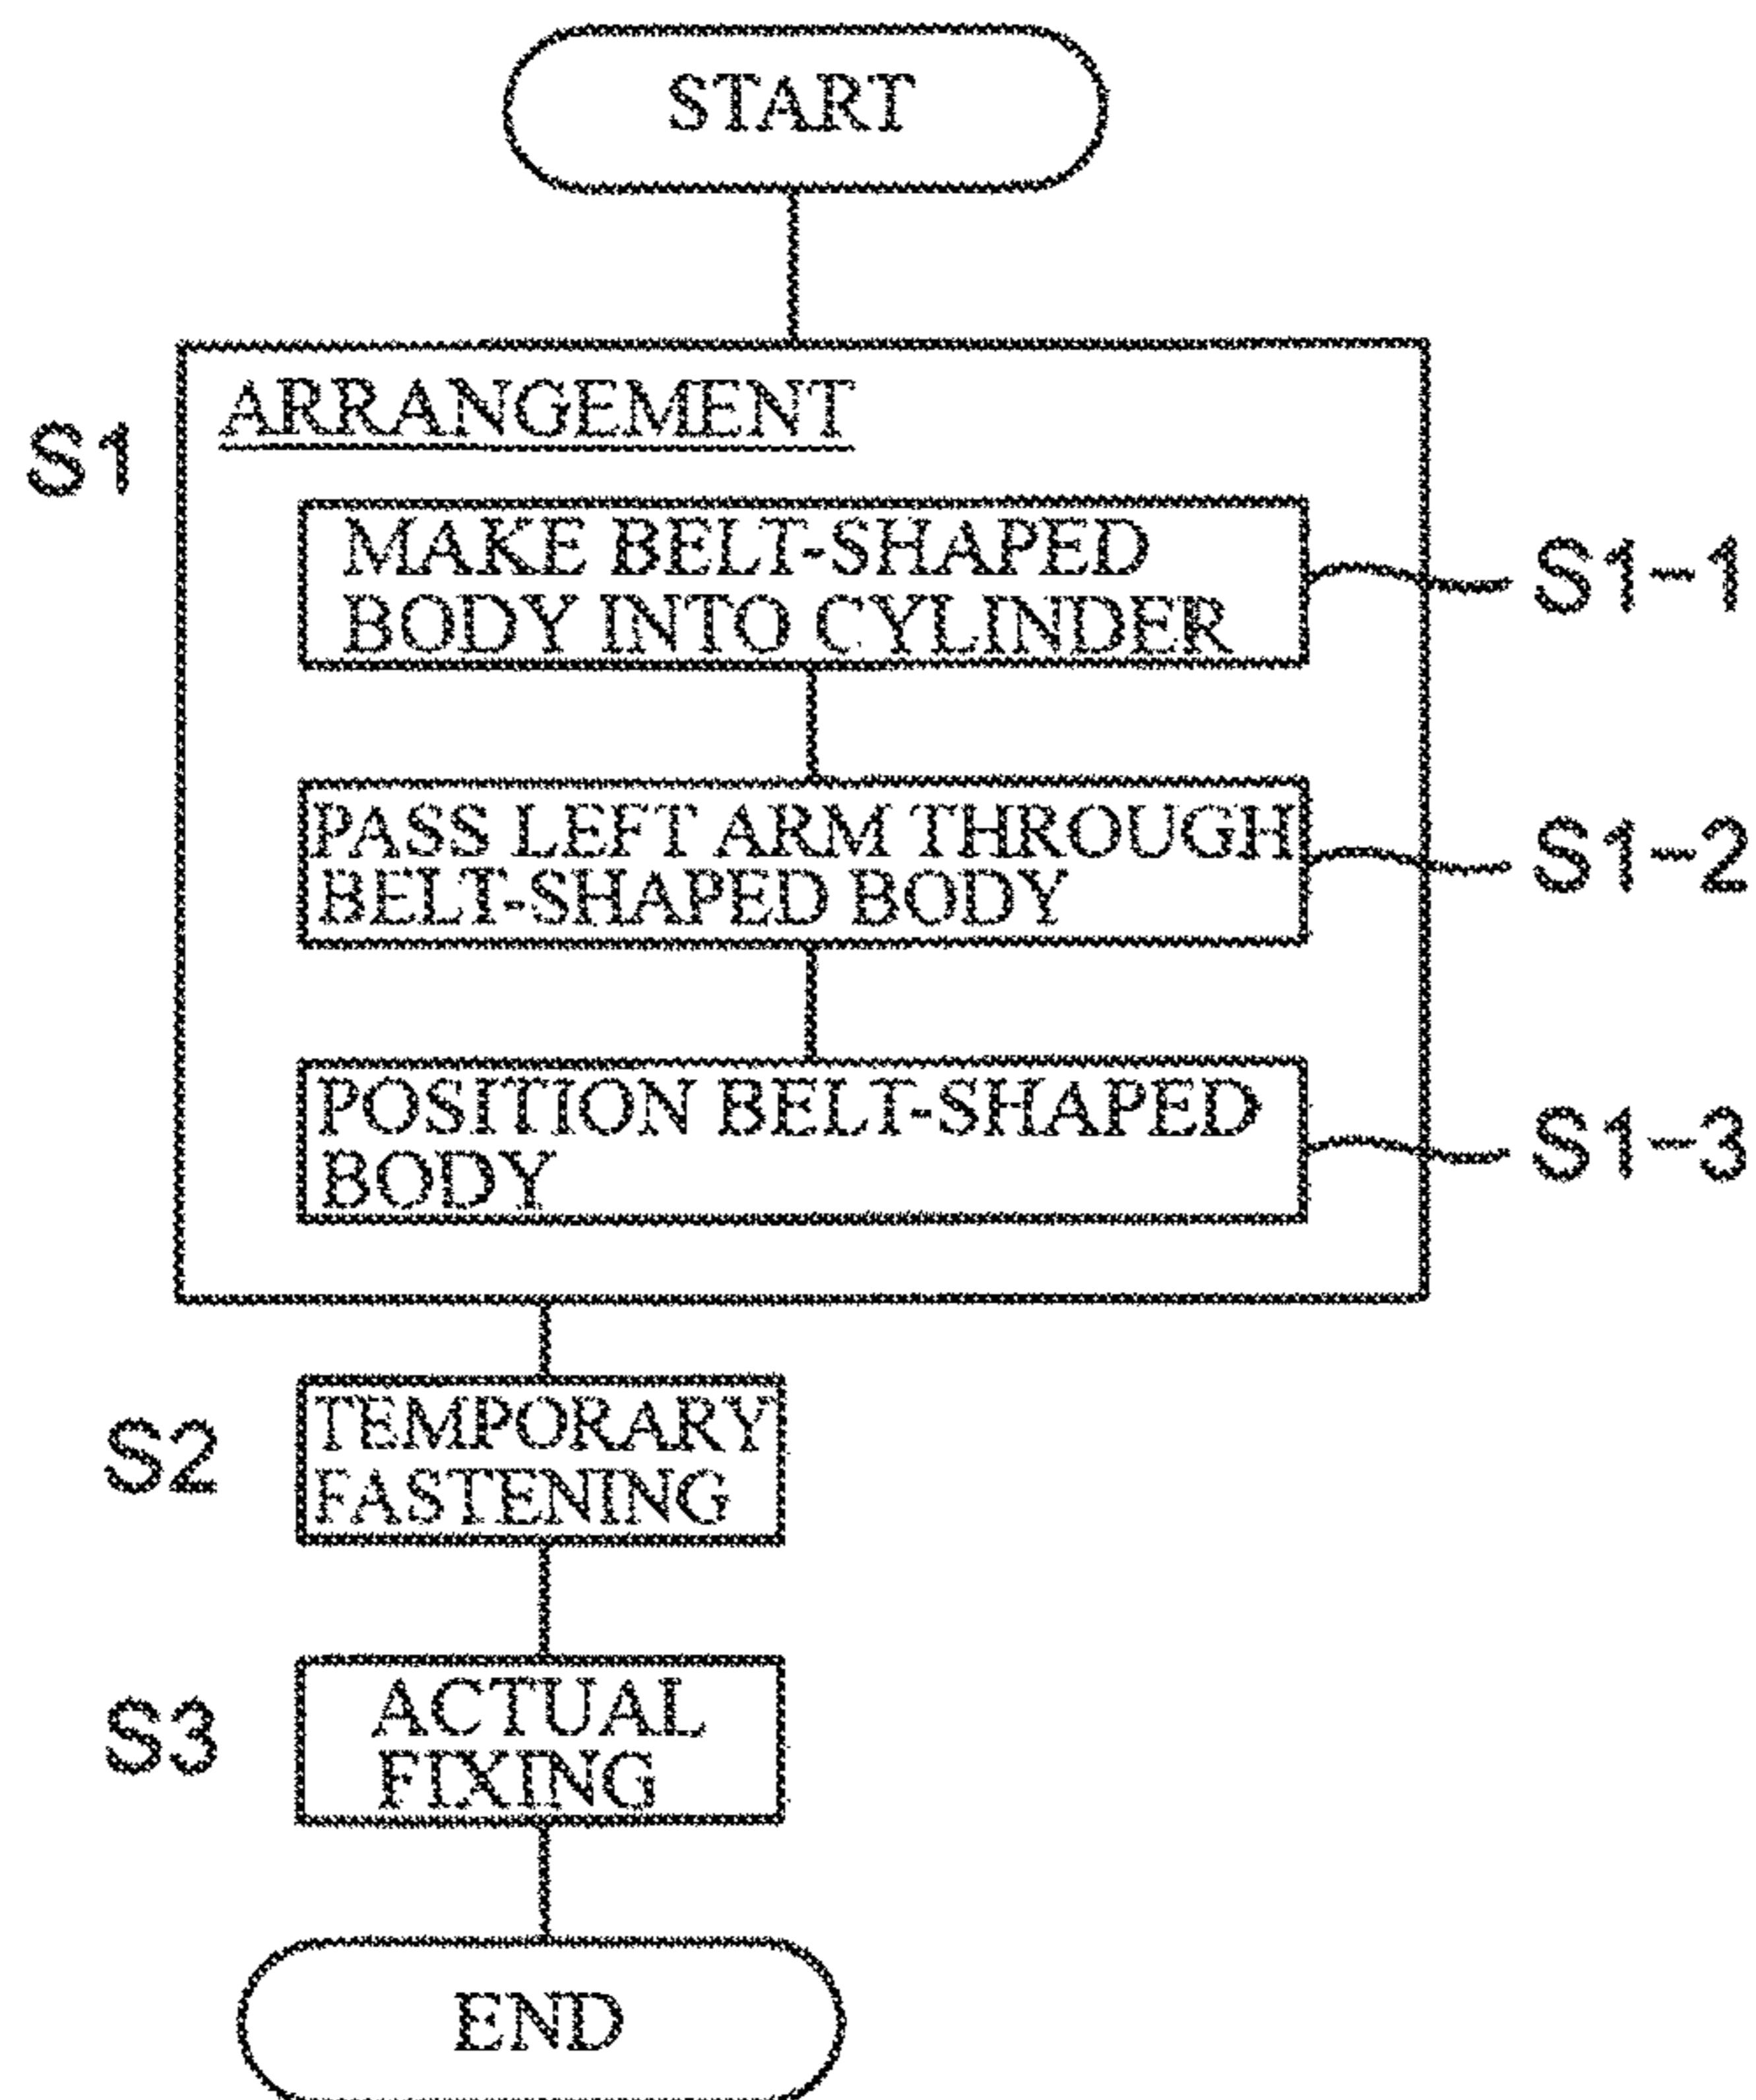 START
S1
ARRANGEMENT
MAKE BELT-SHAPED
BODY INTO CYLINDER
S1-1
PASS LEFT ARM THROUGH
BELT-SHAPED BODY
S1-2
POSITION BELT-SHAPED
BODY
S1-3
S2
TEMPORARY
FASTENING
S3
ACTUAL
FIXING
END